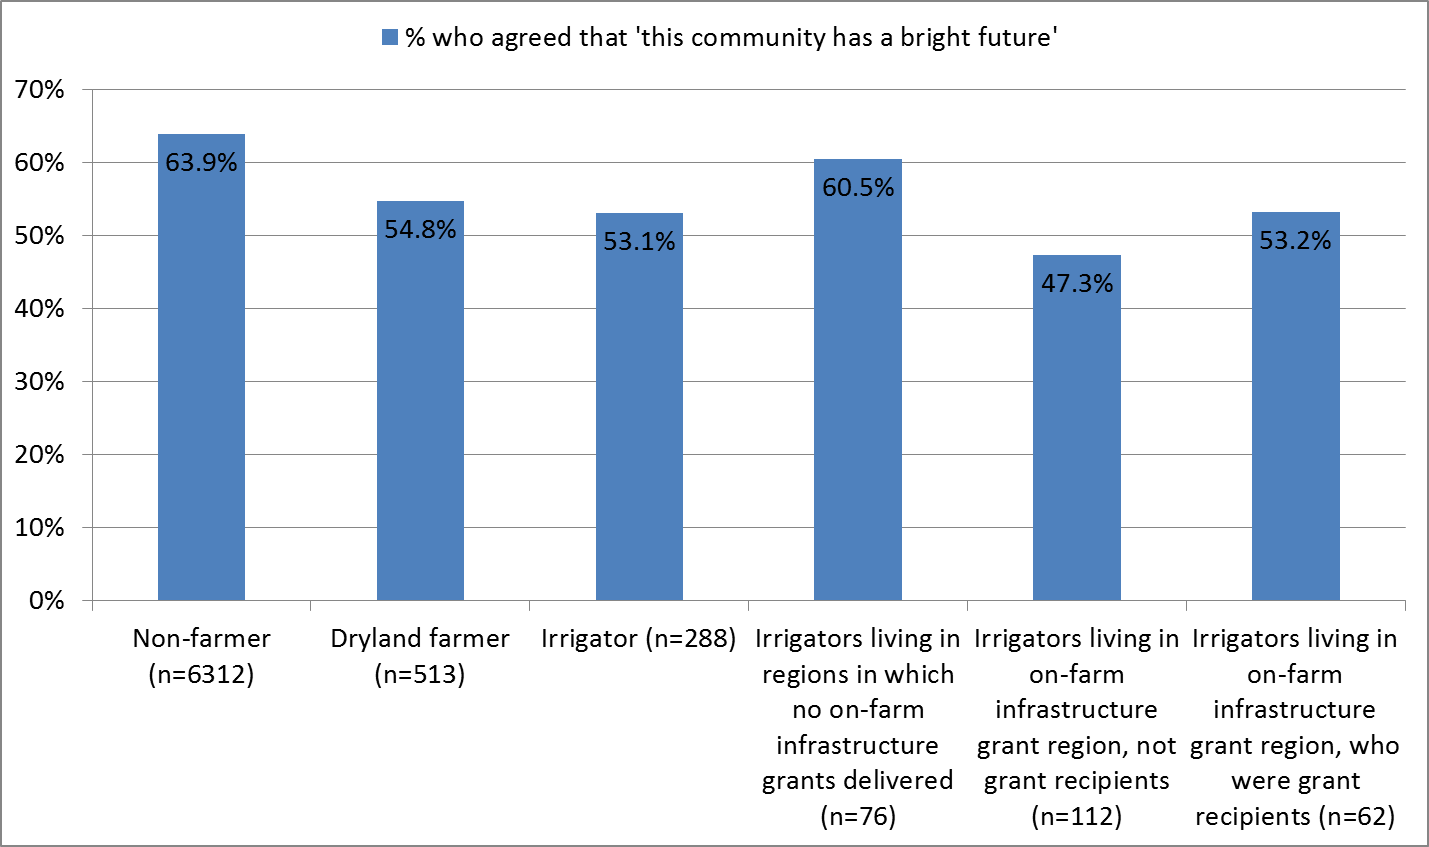 % who agreed that 'this community has a bright future'
70%
60%
50%
40%
30%
20%
10%
0%
63.9%
54.8%
53.1%
60.5%
47.3%
53.2%
Non-farmer
(n=6312)
Dryland farmer
(n=513)
Irrigator (n=288)
Irrigators living in
regions in which
no on-farm
infrastructure
grants delivered
(n=76)
Irrigators living in
on-farm
infrastructure
grant region, not
grant recipients
(n=112)
Irrigators living in
on-farm
infrastructure
grant region, who
were grant
recipients (n=62)